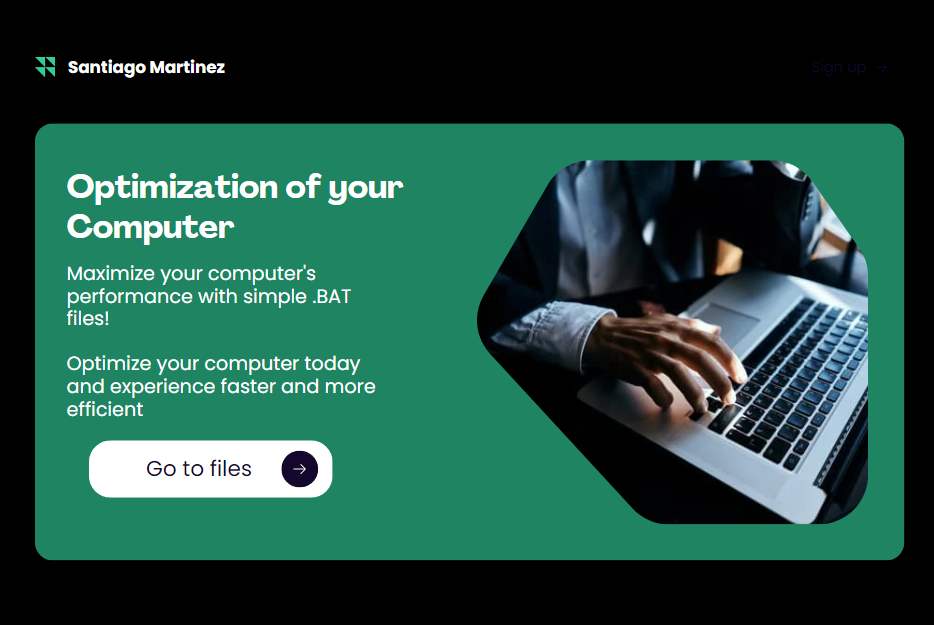 Santiago Martinez
Sign up →
Optimization of your
Computer
Maximize your computer's
performance with simple .BAT
files!
Optimize your computer today
and experience faster and more
efficient
Go to files